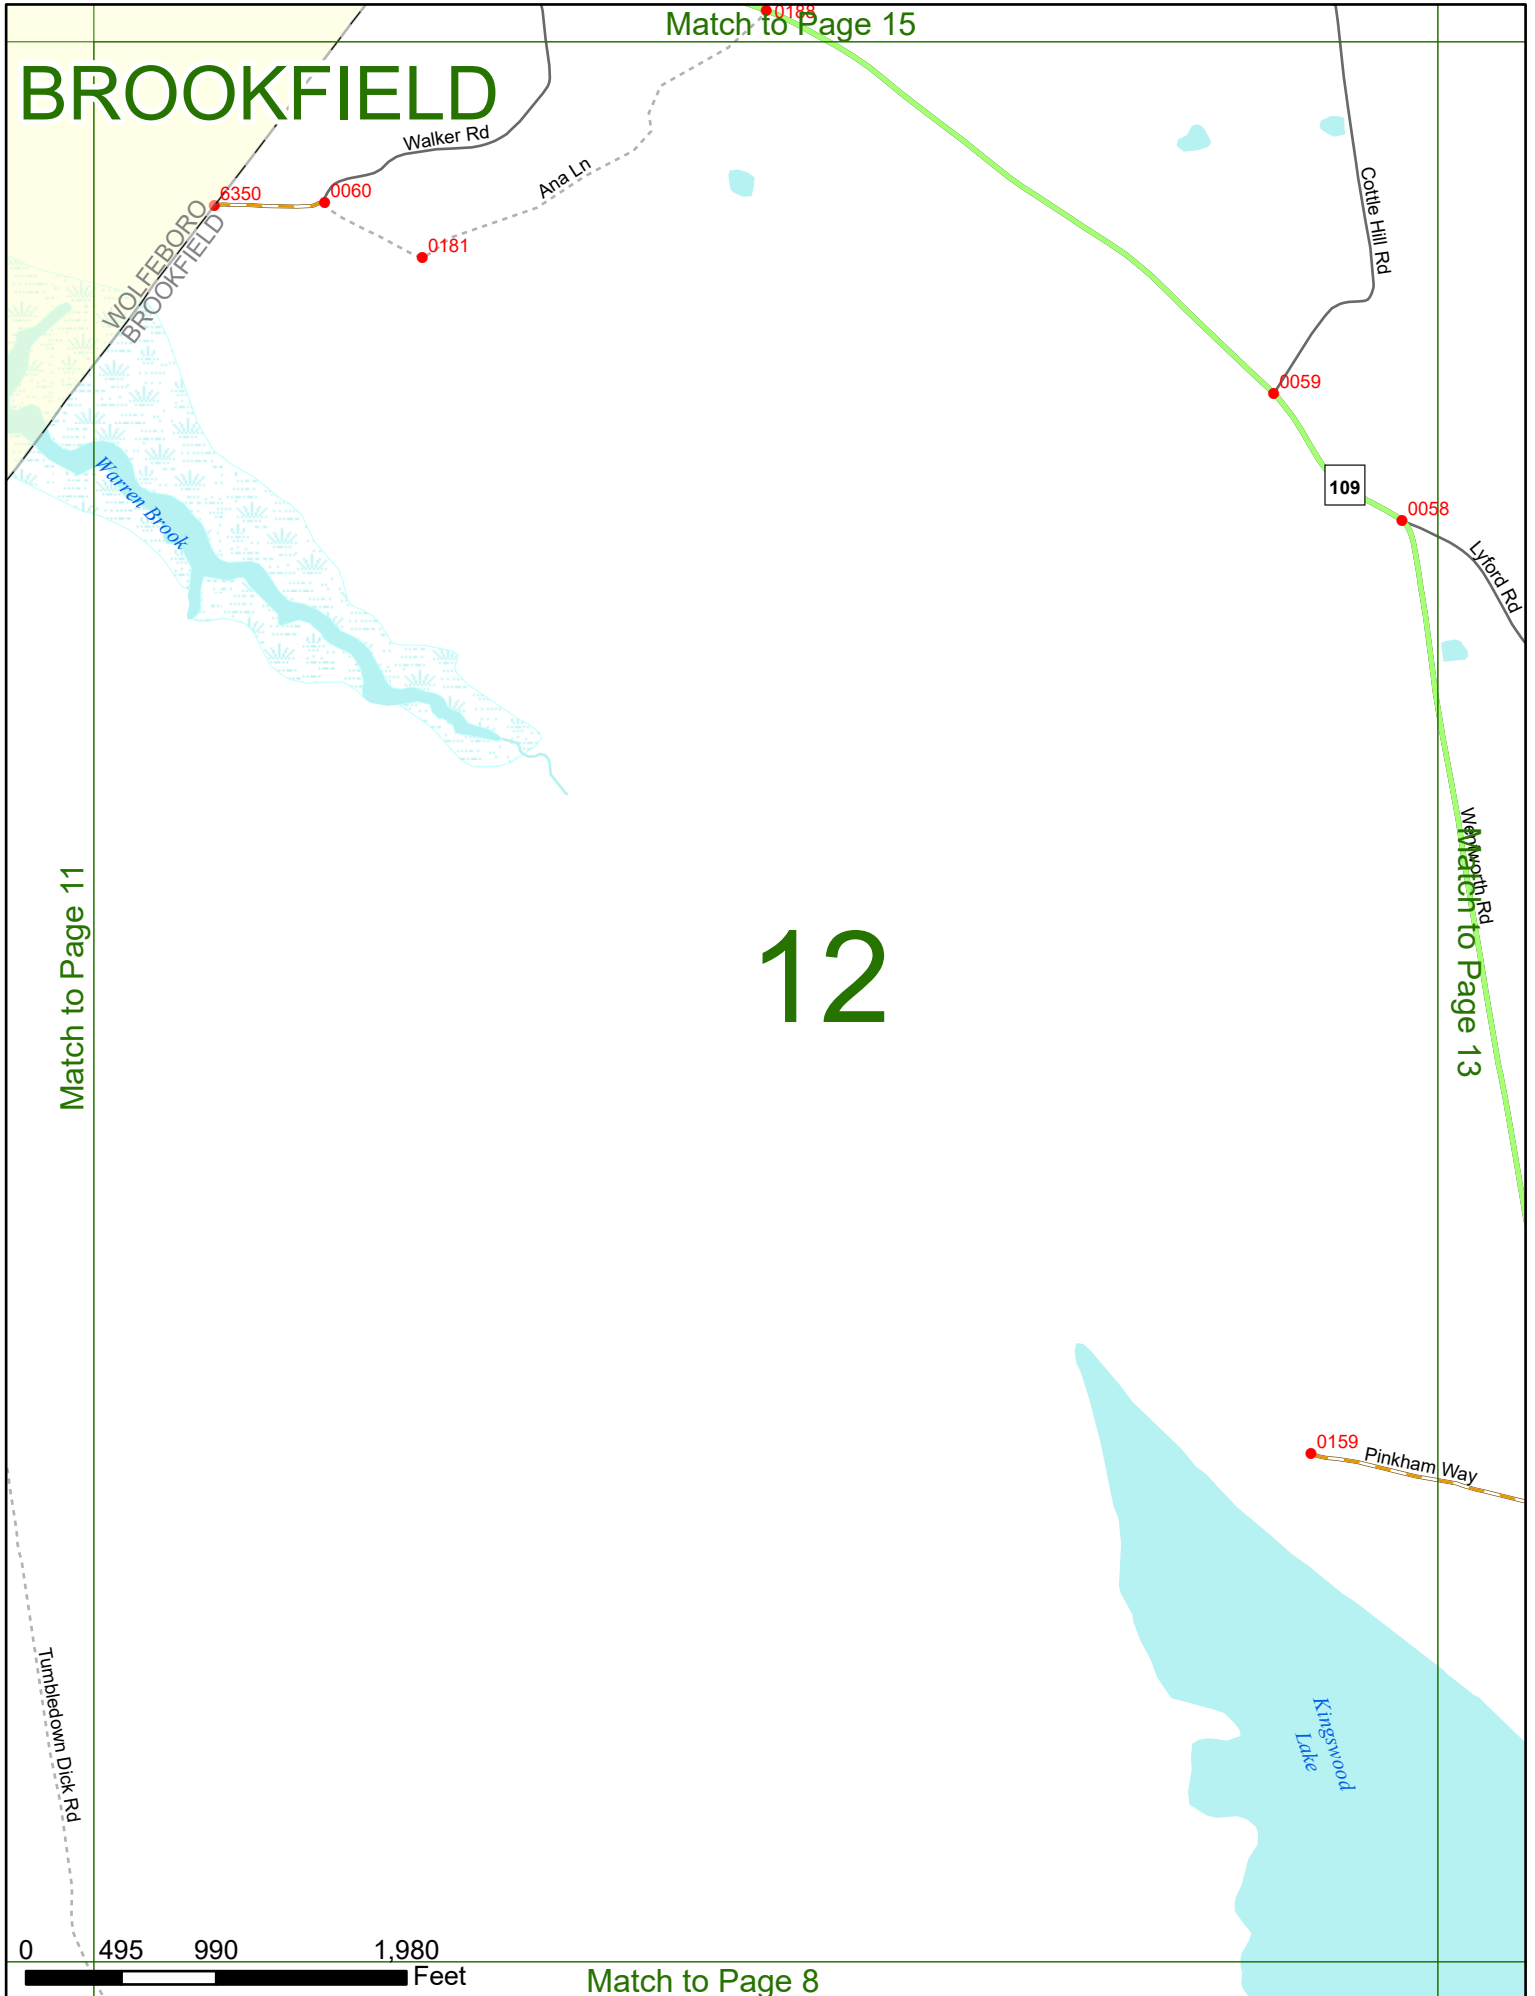 0188
Match to Page 15
BROOKFIELD
Walker Rd
Ana Ln
Cottle Hill Rd
6350
0060
0181
WOLFEBORO
BROOKFIELD
0059
109
0058
Lyford Rd
Warren Brook
Wentworth Rd
Match to Page 11
12
Match to Page 13
0159
Pinkham Way
Tumbledown Dick Rd
Kingswood
Lake
0 495 990 1,980
Feet
Match to Page 8